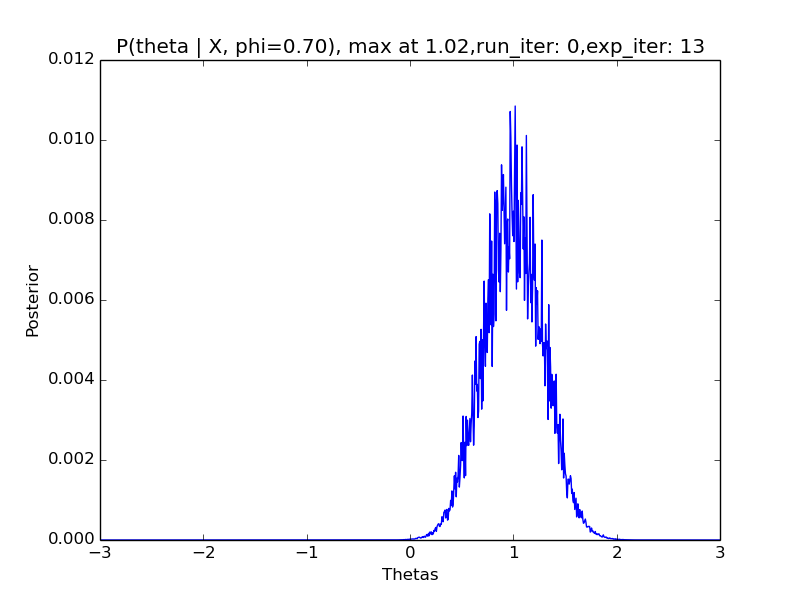 P(theta | X, phi=0.70), max at 1.02,run_iter: 0,exp_iter: 13
0.012
0.010
0.008
0.006
0.004
0.002
0.000
Posterior
−3 −2 −1 0 1 2 3
Thetas